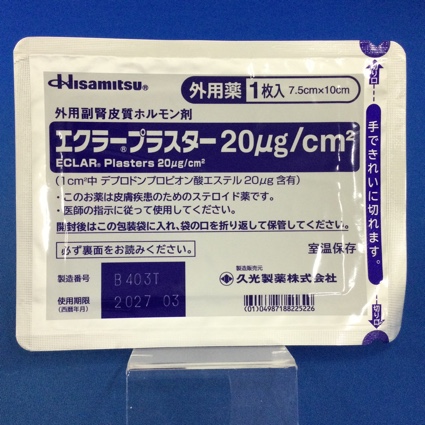 Hisamitsu®
外用薬 1枚入 7.5cm×10cm
外用副腎皮質ホルモン剤
エクラー®プラスター20μg/cm²
ECLAR® Plasters 20μg/cm²
(1cm²中 デプロドンプロピオン酸エステル20μg 含有)
・このお薬は皮膚疾患のためのステロイド薬です。
・医師の指示に従って使用してください。
開封後はこの包装袋に入れ、袋の口を折り返して保管してください。
必ず裏面をお読みください。
室温保存
製造番号 B403T
使用期限 2027 03
(西暦年月)
製造販売元
久光製薬株式会社
(01)04987188225226
切り口
手できれいに切れます。
切り口